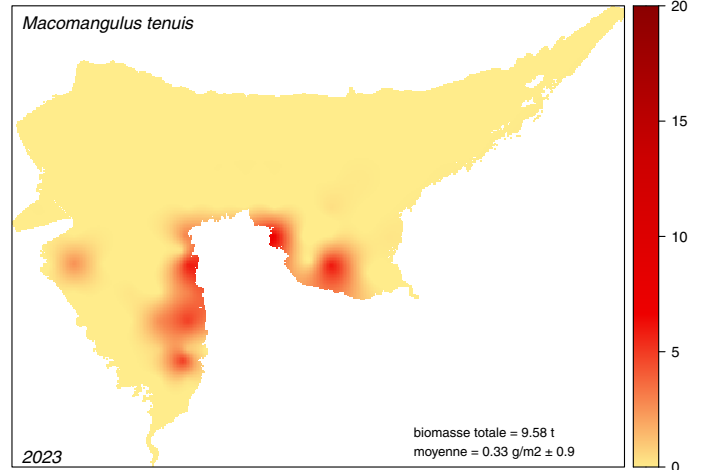 Macomangulus tenuis
20
15
10
5
0
biomasse totale = 9.58 t
moyenne = 0.33 g/m2 ± 0.9
2023